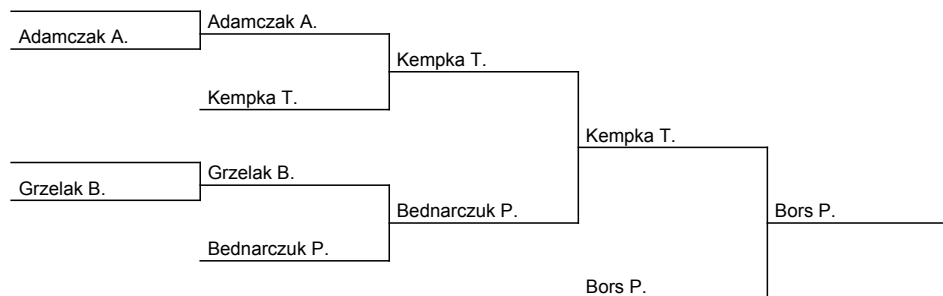 Adamczak A.
Adamczak A.
Kempka T.
Kempka T.
Kempka T.
Grzelak B.
Grzelak B.
Bednarczuk P.
Bors P.
Bednarczuk P.
Bors P.